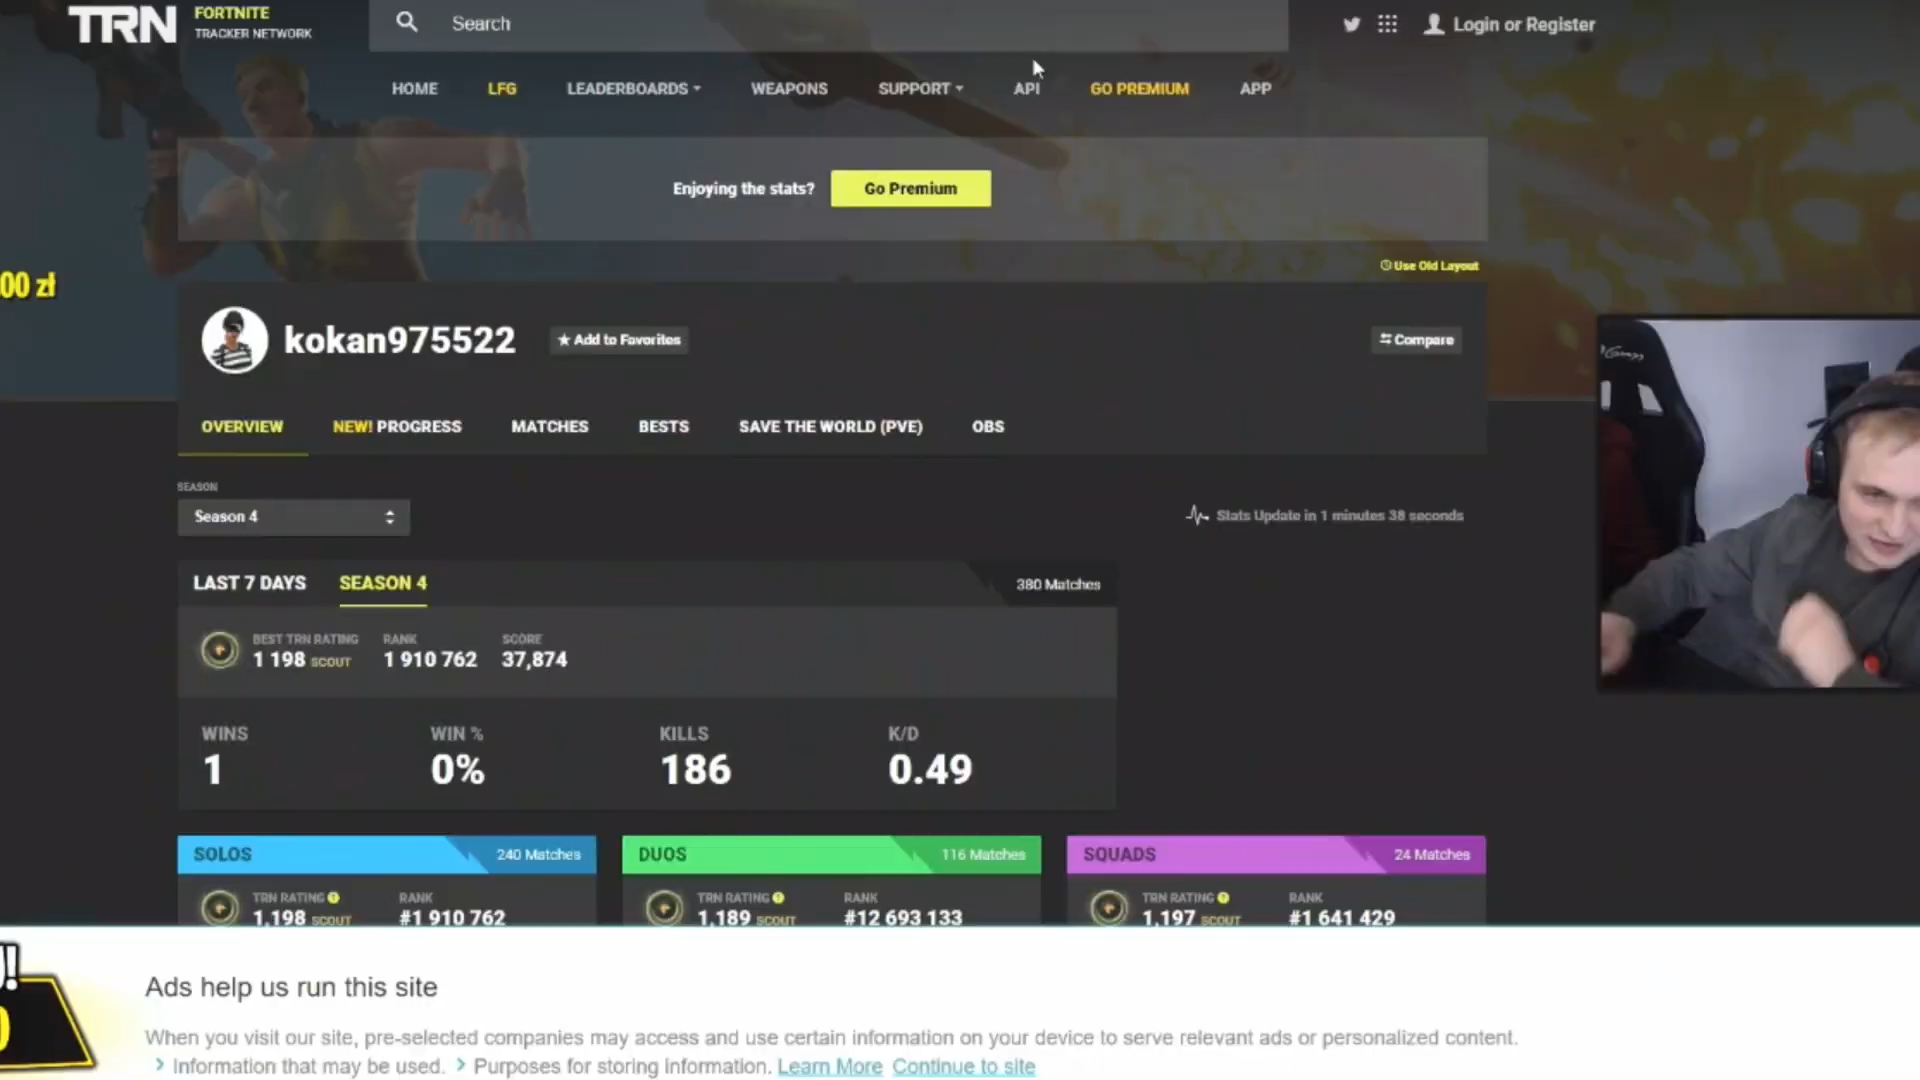 TRN
FORTNITE
TRACKER NETWORK
Search
Login or Register
HOME LFG LEADERBOARDS WEAPONS SUPPORT API GO PREMIUM APP
Enjoying the stats? Go Premium
Use Old Layout
00 zł
kokan975522 Add to Favorites Compare
OVERVIEW NEW! PROGRESS MATCHES BESTS SAVE THE WORLD (PVE) OBS
SEASON
Season 4
Stats Update in 1 minutes 38 seconds
LAST 7 DAYS SEASON 4 380 Matches
BEST TRN RATING RANK SCORE
1 198 SCOUT 1 910 762 37,874
WINS WIN % KILLS K/D
1 0% 186 0.49
SOLOS 240 Matches DUOS 116 Matches SQUADS 24 Matches
TRN RATING RANK TRN RATING RANK TRN RATING RANK
1,198 SCOUT #1 910 762 1,189 SCOUT #12 693 133 1,197 SCOUT #1 641 429
Ads help us run this site
When you visit our site, pre-selected companies may access and use certain information on your device to serve relevant ads or personalized content.
Information that may be used. Purposes for storing information. Learn More Continue to site